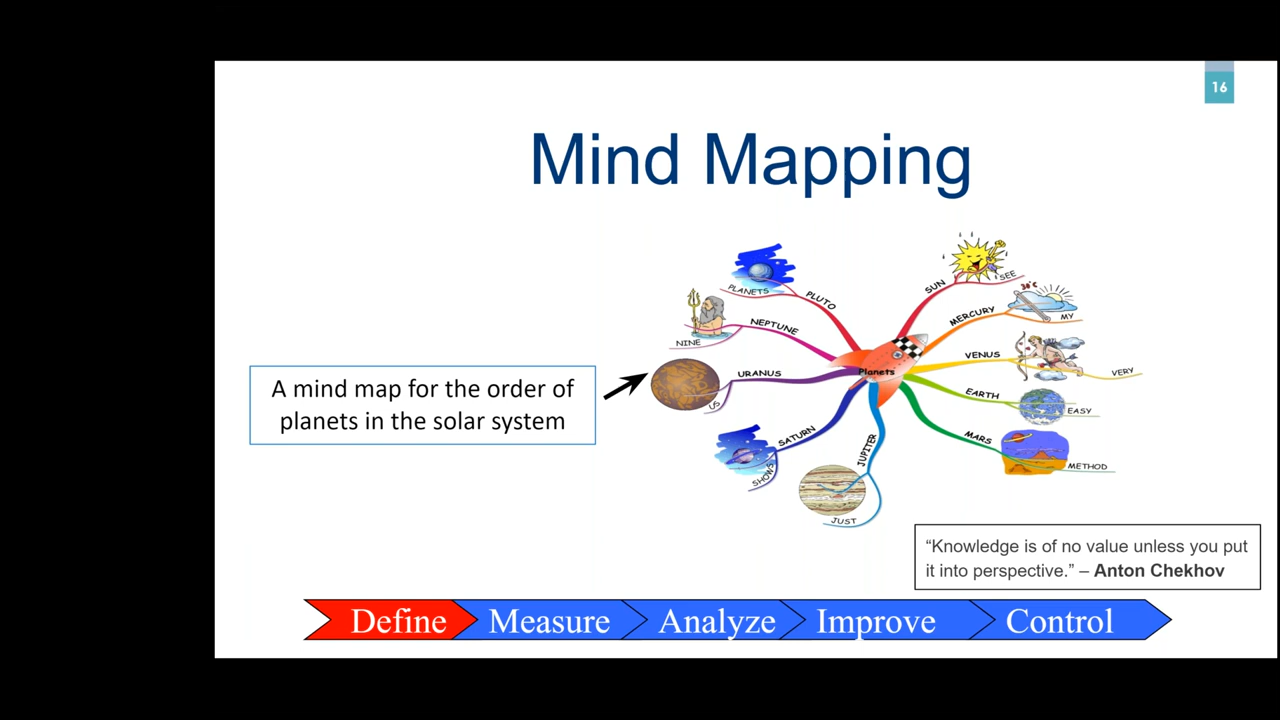 16
Mind Mapping
A mind map for the order of
planets in the solar system
Planets
SUN
SEE
MERCURY
30°C
MY
VENUS
VERY
EARTH
EASY
MARS
METHOD
JUPITER
JUST
SATURN
SHOWS
URANUS
US
NEPTUNE
NINE
PLUTO
PLANETS
“Knowledge is of no value unless you put
it into perspective.” – Anton Chekhov
Define Measure Analyze Improve Control